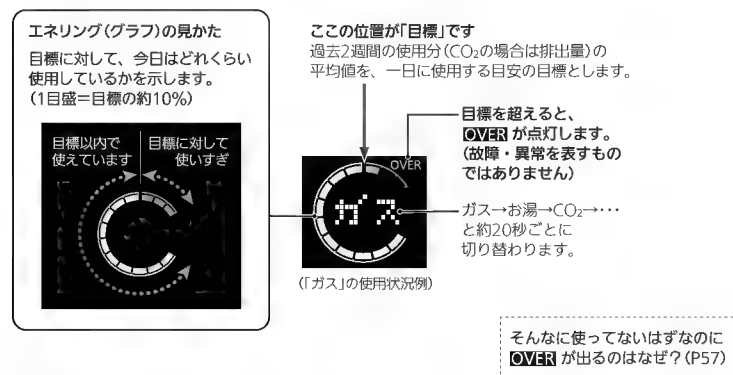 エネリング(グラフ)の見かた
目標に対して、今日はどれくらい
使用しているかを示します。
(1目盛＝目標の約10%)
目標以内で
使えています
目標に対して
使いすぎ
ここの位置が「目標」です
過去2週間の使用分(CO₂の場合は排出量)の
平均値を、一日に使用する目安の目標とします。
OVER
ガス
(「ガス」の使用状況例)
目標を超えると、
OVER が点灯します。
(故障・異常を表すもの
ではありません)
ガス→お湯→CO₂→･･･
と約20秒ごとに
切り替わります。
そんなに使ってないはずなのに
OVER が出るのはなぜ？(P57)